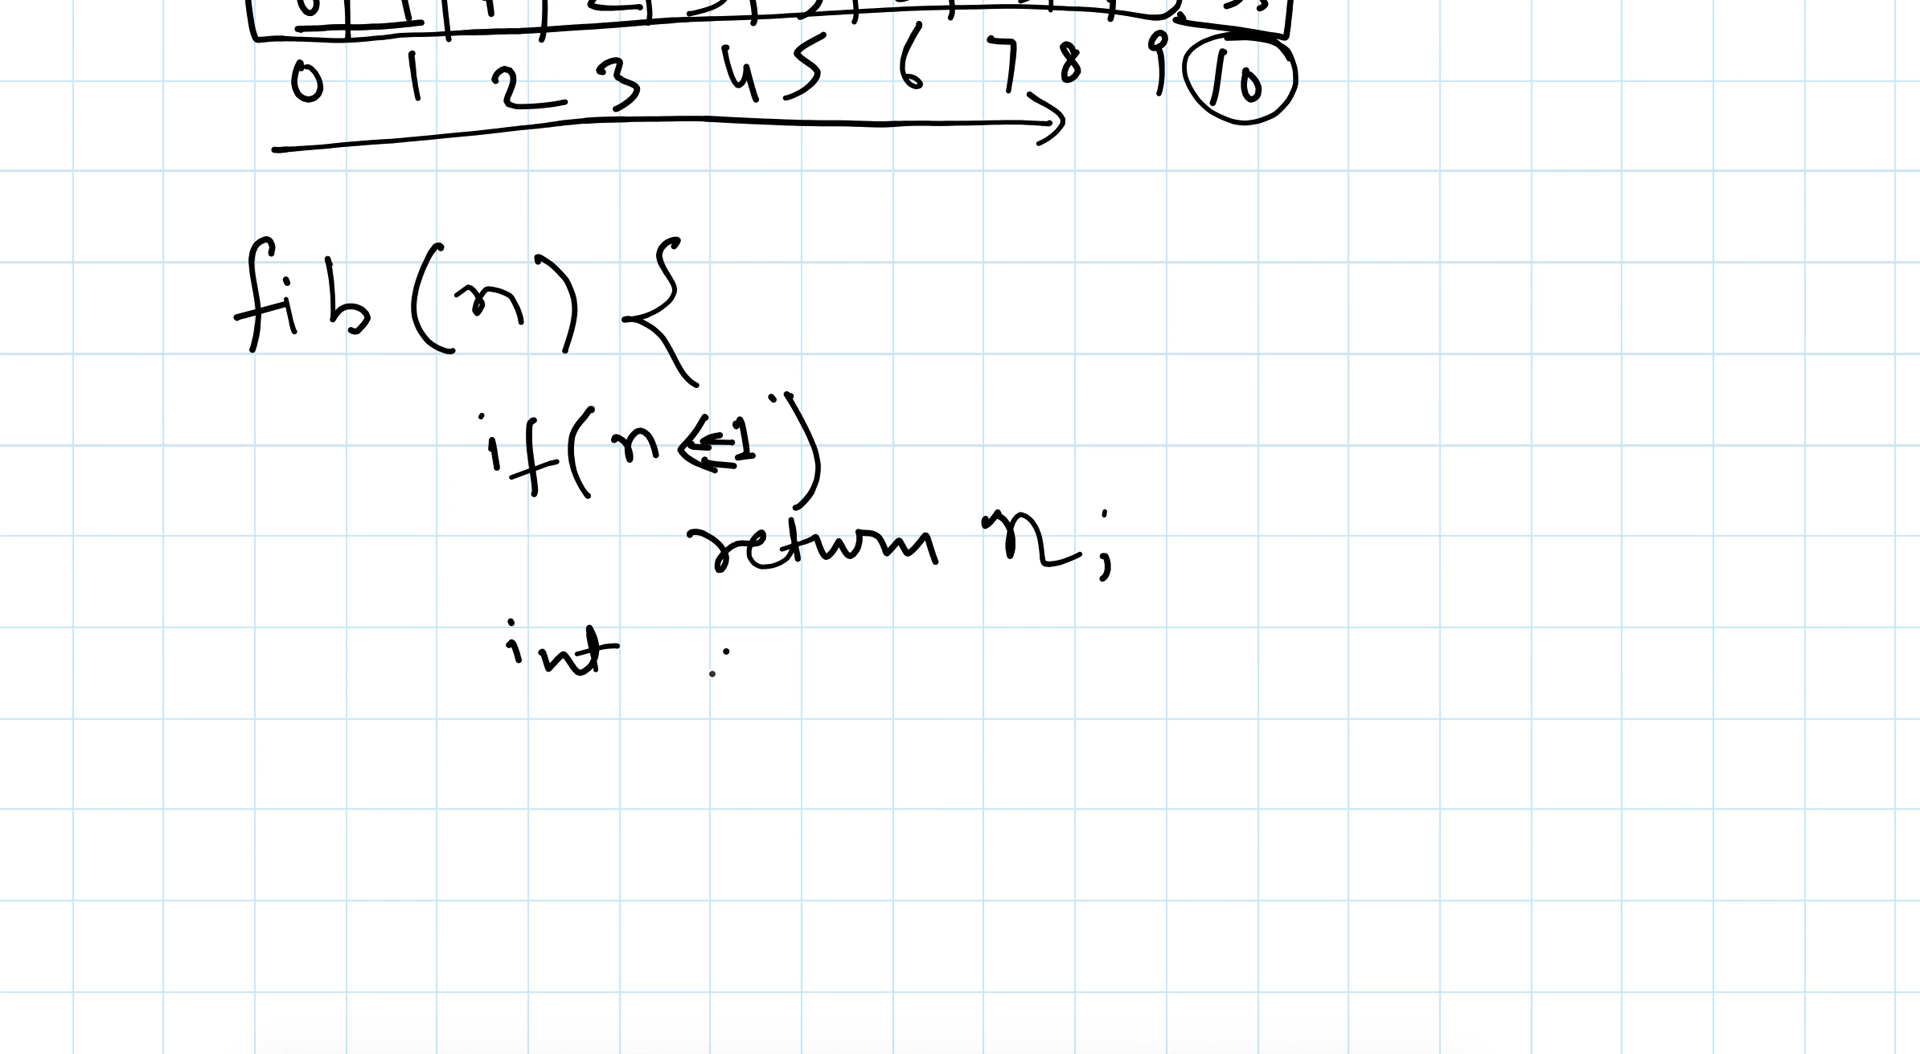 0 1 2 3 4 5 6 7 8 9 10
fib(n) {
if(n <= 1)
return n;
int